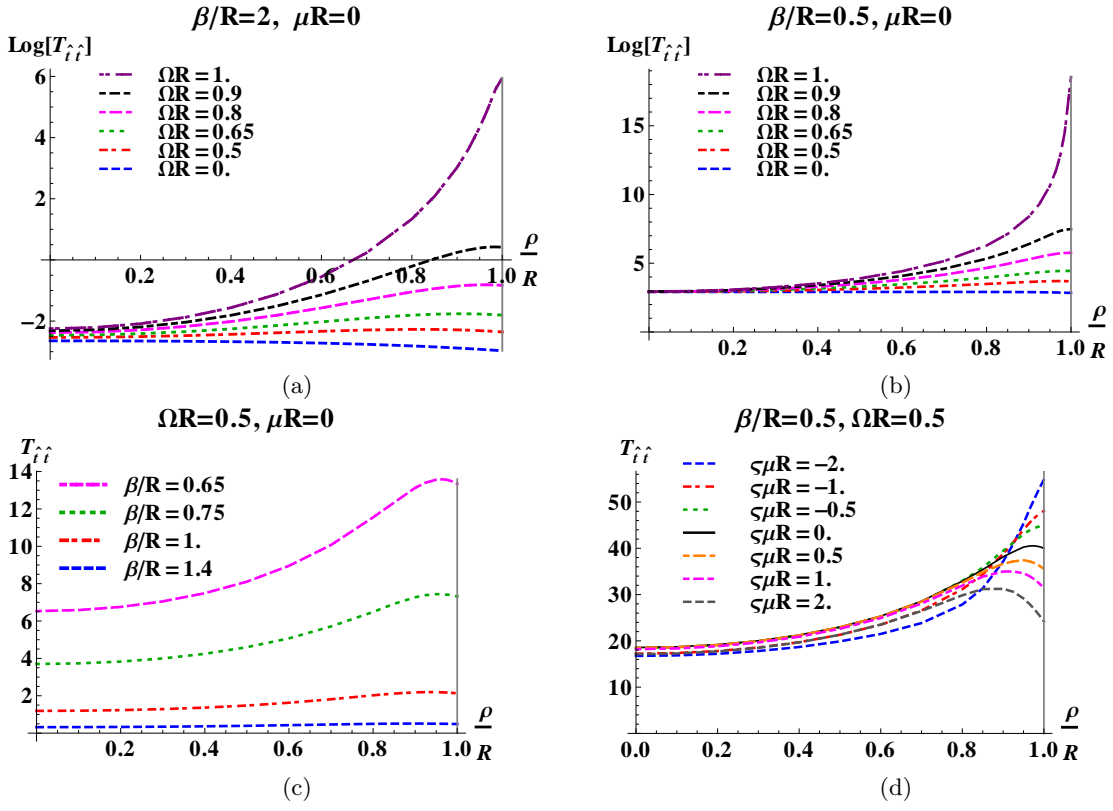 β/R=2, μR=0
Log[T_{t̂ t̂}]
ΩR = 1.
ΩR = 0.9
ΩR = 0.8
ΩR = 0.65
ΩR = 0.5
ΩR = 0.
6
4
2
−2
0.2 0.4 0.6 0.8 1.0
ρ/R
(a)
β/R=0.5, μR=0
Log[T_{t̂ t̂}]
ΩR = 1.
ΩR = 0.9
ΩR = 0.8
ΩR = 0.65
ΩR = 0.5
ΩR = 0.
15
10
5
0.2 0.4 0.6 0.8 1.0
ρ/R
(b)
ΩR=0.5, μR=0
T_{t̂ t̂}
β/R = 0.65
β/R = 0.75
β/R = 1.
β/R = 1.4
14
12
10
8
6
4
2
0.2 0.4 0.6 0.8 1.0
ρ/R
(c)
β/R=0.5, ΩR=0.5
T_{t̂ t̂}
ςμR = −2.
ςμR = −1.
ςμR = −0.5
ςμR = 0.
ςμR = 0.5
ςμR = 1.
ςμR = 2.
50
40
30
20
10
0.0 0.2 0.4 0.6 0.8 1.0
ρ/R
(d)